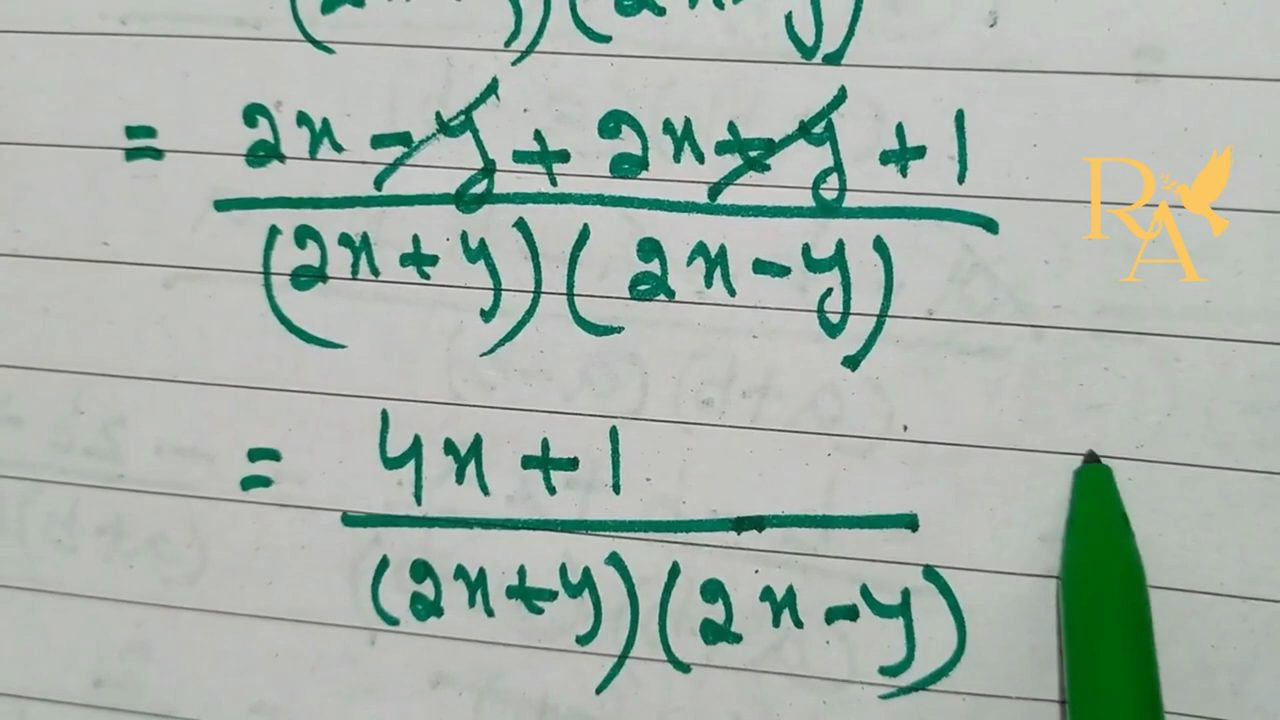 = 2x - y + 2x + y + 1
(2x + y) (2x - y)
= 4x + 1
(2x + y) (2x - y)
RA